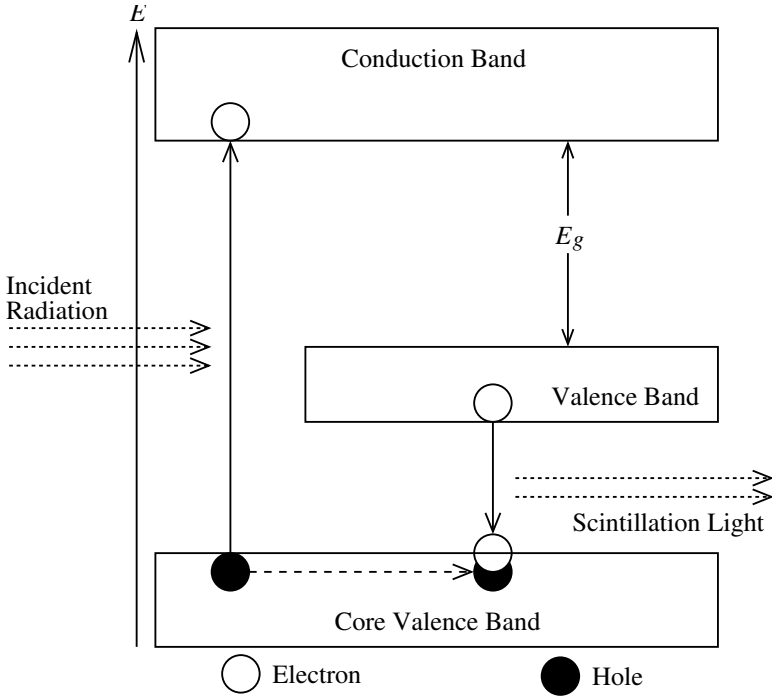 E
Conduction Band
E_g
Incident
Radiation
Valence Band
Scintillation Light
Core Valence Band
Electron
Hole